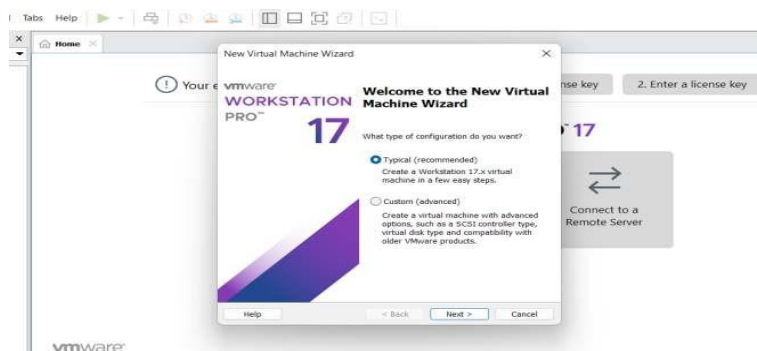 Tabs Help
Home
New Virtual Machine Wizard
Your e
nse key
2. Enter a license key
vmware
WORKSTATION
PRO™
17
Welcome to the New Virtual
Machine Wizard
What type of configuration do you want?
Typical (recommended)
Create a Workstation 17.x virtual
machine in a few easy steps.
Custom (advanced)
Create a virtual machine with advanced
options, such as a SCSI controller type,
virtual disk type and compatibility with
older VMware products.
™ 17
Connect to a
Remote Server
Help
< Back
Next >
Cancel
vmware